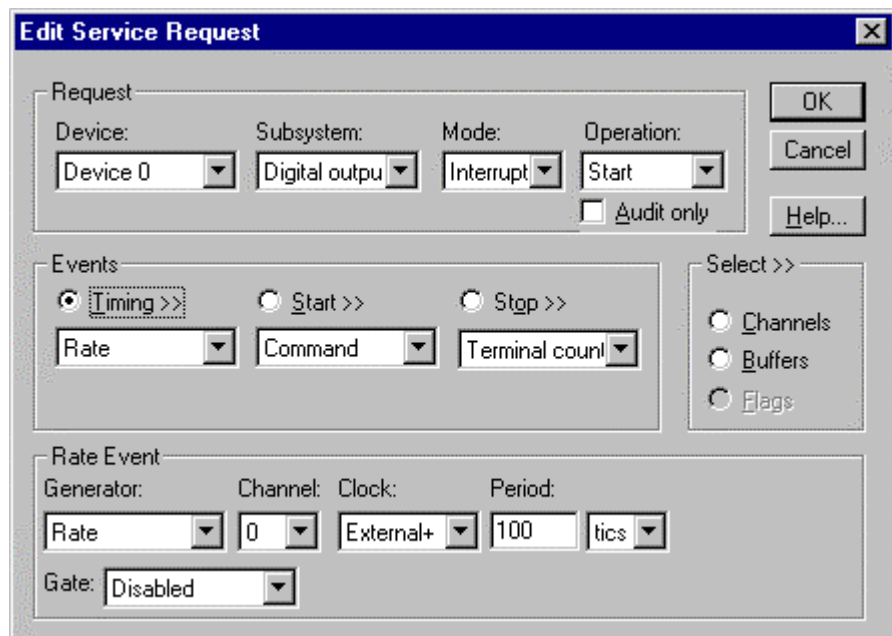 Edit Service Request
Request
OK
Device: Subsystem: Mode: Operation:
Device 0 Digital outpu Interrupt Start
Cancel
Audit only
Help...
Events
Select >>
Timing >> Start >> Stop >>
Channels
Rate Command Terminal count
Buffers
Flags
Rate Event
Generator: Channel: Clock: Period:
Rate 0 External+ 100 tics
Gate: Disabled